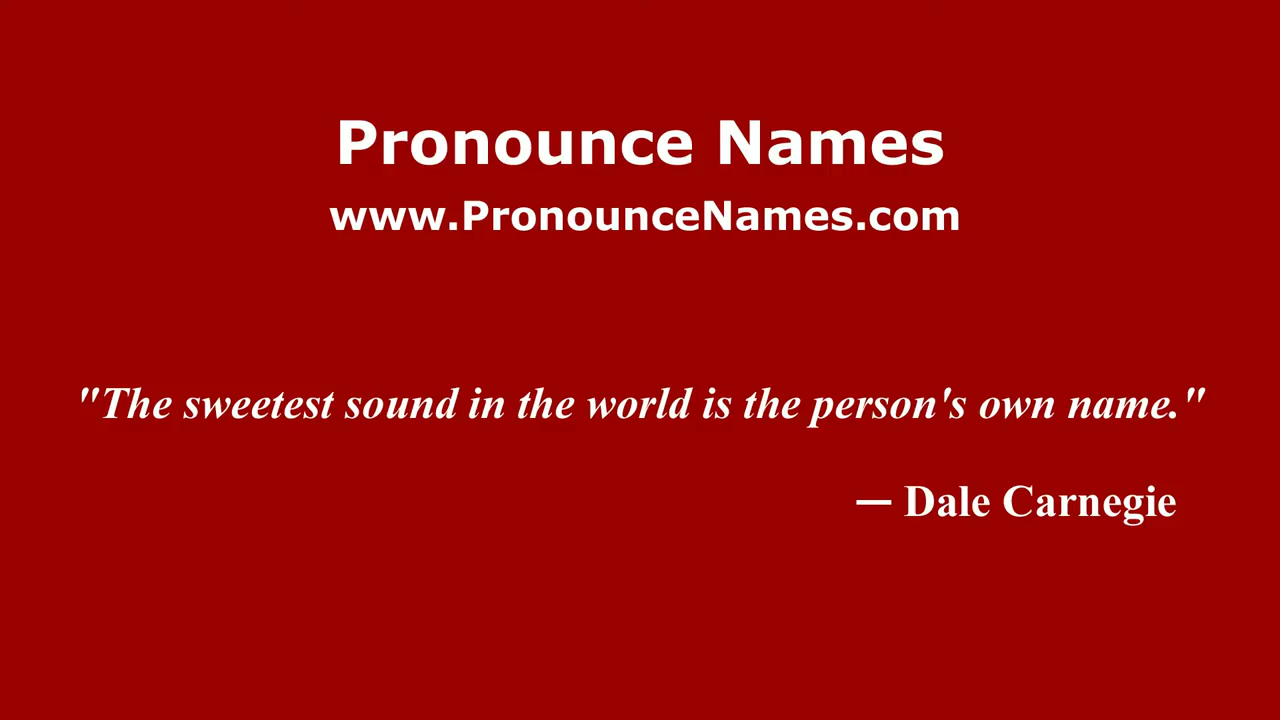 Pronounce Names
www.PronounceNames.com
"The sweetest sound in the world is the person's own name."
— Dale Carnegie